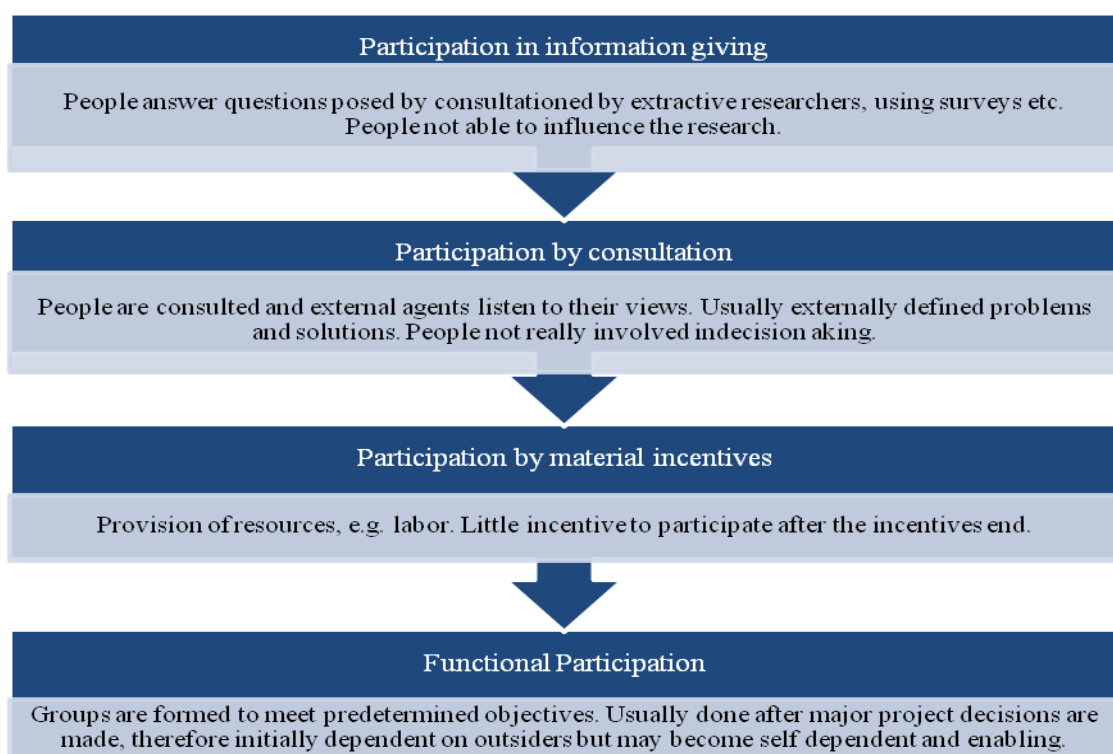 Participation in information giving
People answer questions posed by consultationed by extractive researchers, using surveys etc.
People not able to influence the research.
Participation by consultation
People are consulted and external agents listen to their views. Usually externally defined problems
and solutions. People not really involved indecision aking.
Participation by material incentives
Provision of resources, e.g. labor. Little incentive to participate after the incentives end.
Functional Participation
Groups are formed to meet predetermined objectives. Usually done after major project decisions are
made, therefore initially dependent on outsiders but may become self dependent and enabling.